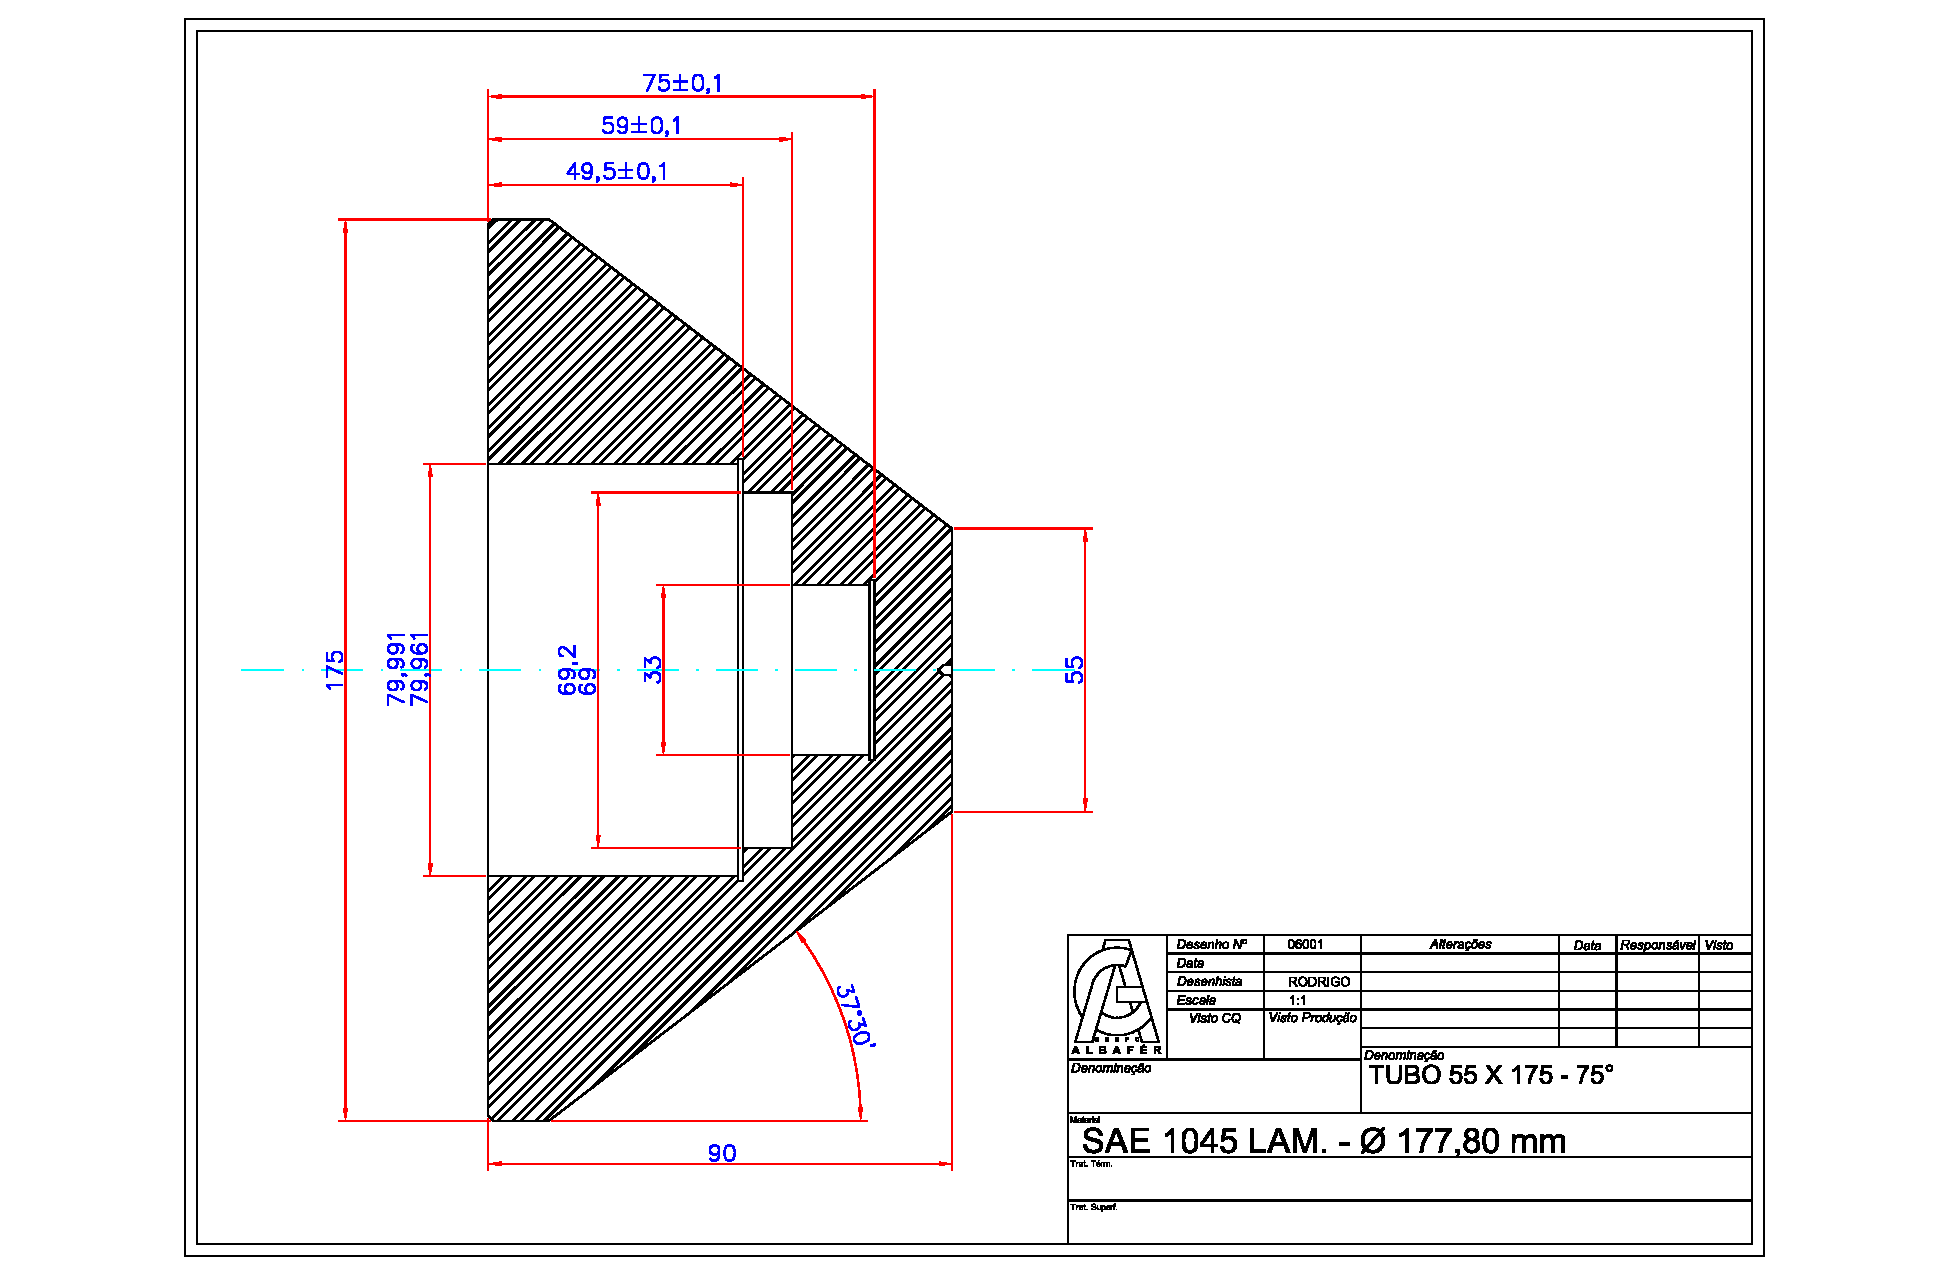 75±0,1
59±0,1
49,5±0,1
175
79,991
79,961
69,2
69
33
55
37°30'
90
GRUPO
ALBAFÉR
Desenho Nº 06001 Alterações Data Responsável Visto
Data
Desenhista RODRIGO
Escala 1:1
Visto CQ Visto Produção
Denominação
Denominação
TUBO 55 X 175 - 75°
Material
SAE 1045 LAM. - Ø 177,80 mm
Trat. Térm.
Trat. Superf.